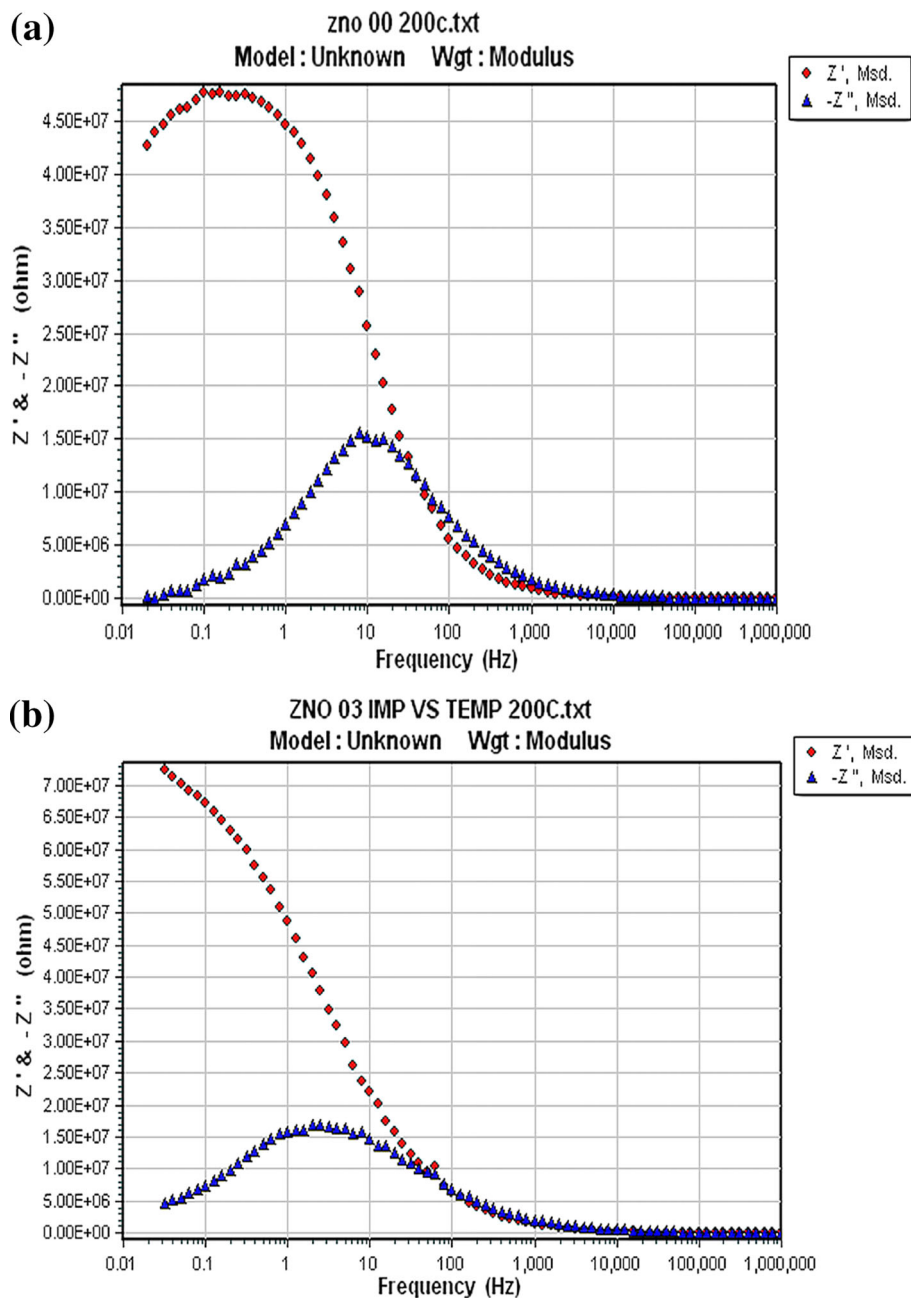 (a)
zno 00 200c.txt
Model : Unknown Wgt : Modulus
Z ', Msd.
-Z ", Msd.
4.50E+07
4.00E+07
3.50E+07
3.00E+07
2.50E+07
2.00E+07
1.50E+07
1.00E+07
5.00E+06
0.00E+00
Z ' & - Z " (ohm)
0.01 0.1 1 10 100 1,000 10,000 100,000 1,000,000
Frequency (Hz)
(b)
ZNO 03 IMP VS TEMP 200C.txt
Model : Unknown Wgt : Modulus
Z ', Msd.
-Z ", Msd.
7.00E+07
6.50E+07
6.00E+07
5.50E+07
5.00E+07
4.50E+07
4.00E+07
3.50E+07
3.00E+07
2.50E+07
2.00E+07
1.50E+07
1.00E+07
5.00E+06
0.00E+00
Z ' & - Z " (ohm)
0.01 0.1 1 10 100 1,000 10,000 100,000 1,000,000
Frequency (Hz)